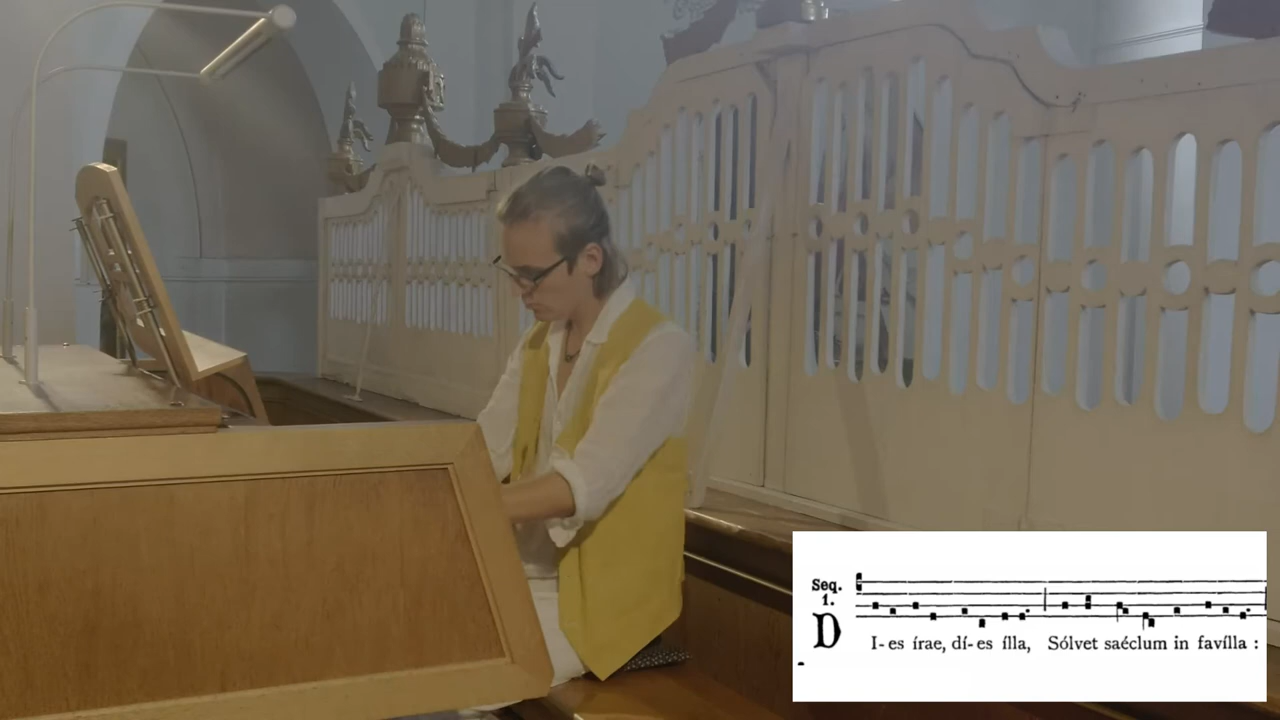 Seq.
1.
DI-es írae, dí-es ílla, Sólvet saéclum in favílla :